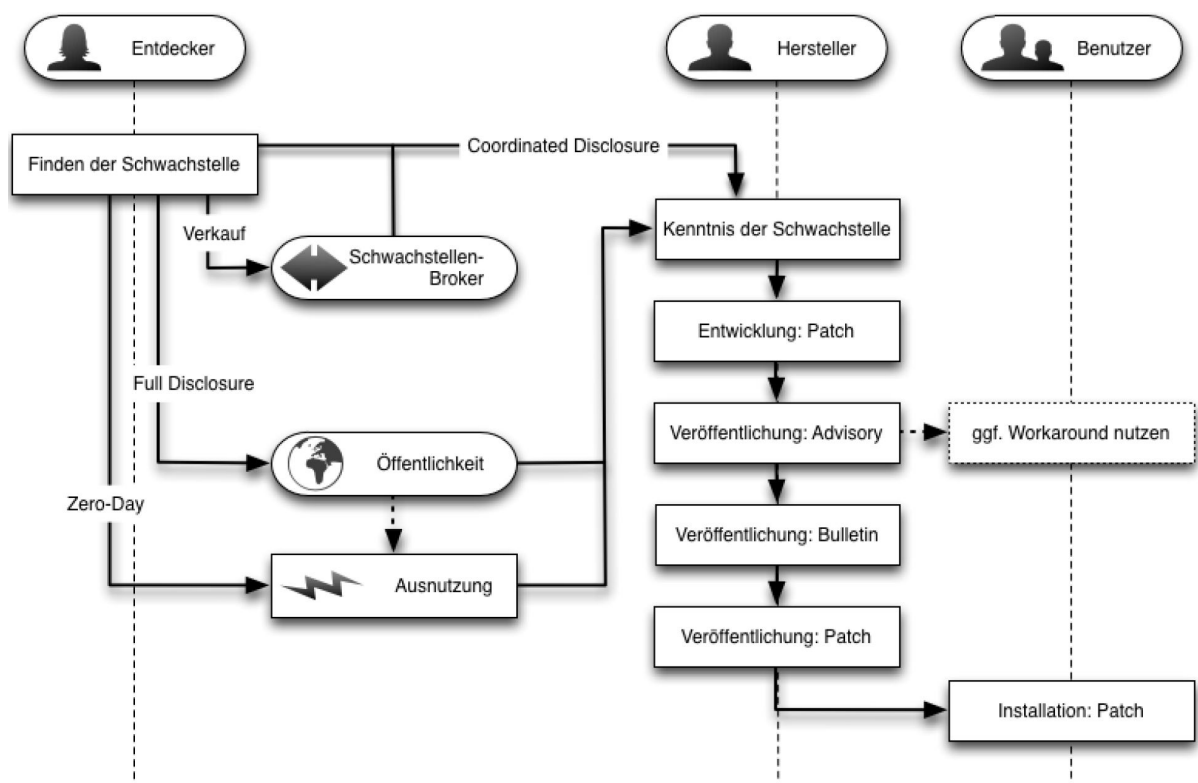 Entdecker
Hersteller
Benutzer
Finden der Schwachstelle
Coordinated Disclosure
Verkauf
Schwachstellen-
Broker
Kenntnis der Schwachstelle
Entwicklung: Patch
Full Disclosure
Veröffentlichung: Advisory
ggf. Workaround nutzen
Öffentlichkeit
Zero-Day
Veröffentlichung: Bulletin
Ausnutzung
Veröffentlichung: Patch
Installation: Patch